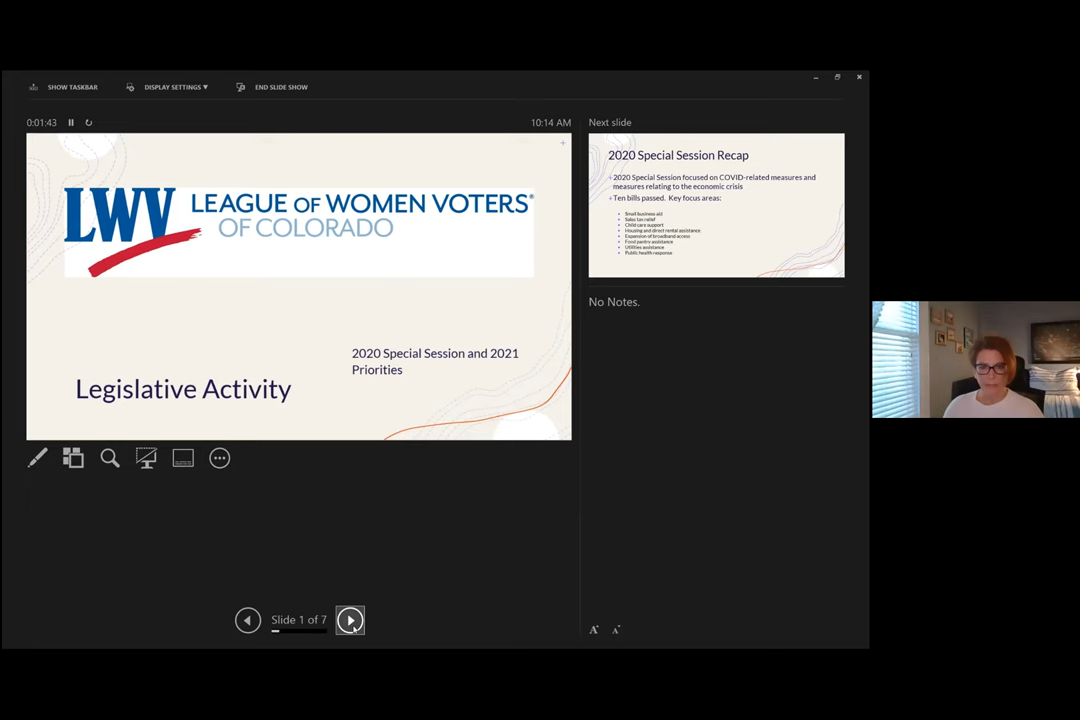 SHOW TASKBAR
DISPLAY SETTINGS ▼
END SLIDE SHOW
0:01:43
10:14 AM
LWV
LEAGUE OF WOMEN VOTERS®
OF COLORADO
2020 Special Session and 2021
Priorities
Legislative Activity
Slide 1 of 7
Next slide
2020 Special Session Recap
+2020 Special Session focused on COVID-related measures and
measures relating to the economic crisis
+Ten bills passed. Key focus areas:
• Small business aid
• Sales tax relief
• Child care support
• Housing and direct rental assistance
• Expansion of broadband access
• Food pantry assistance
• Utilities assistance
• Public health response
No Notes.
A A